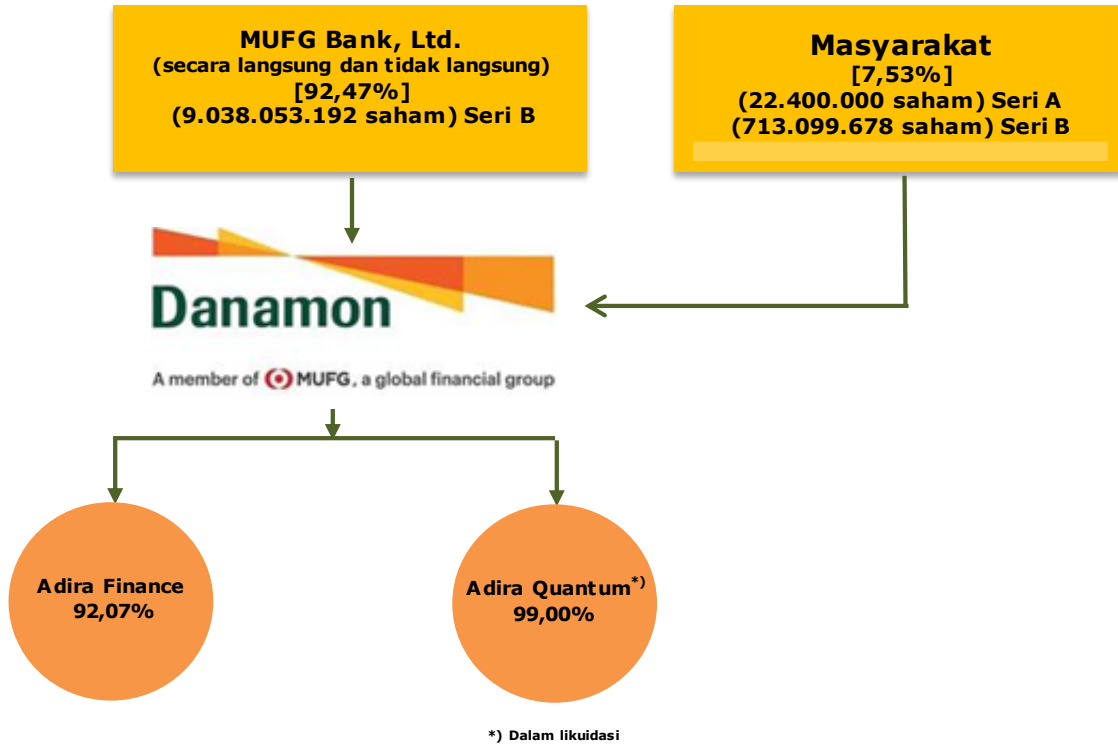 MUFG Bank, Ltd.
(secara langsung dan tidak langsung)
[92,47%]
(9.038.053.192 saham) Seri B
Masyarakat
[7,53%]
(22.400.000 saham) Seri A
(713.099.678 saham) Seri B
Danamon
A member of MUFG, a global financial group
Adira Finance
92,07%
Adira Quantum*)
99,00%
*) Dalam likuidasi